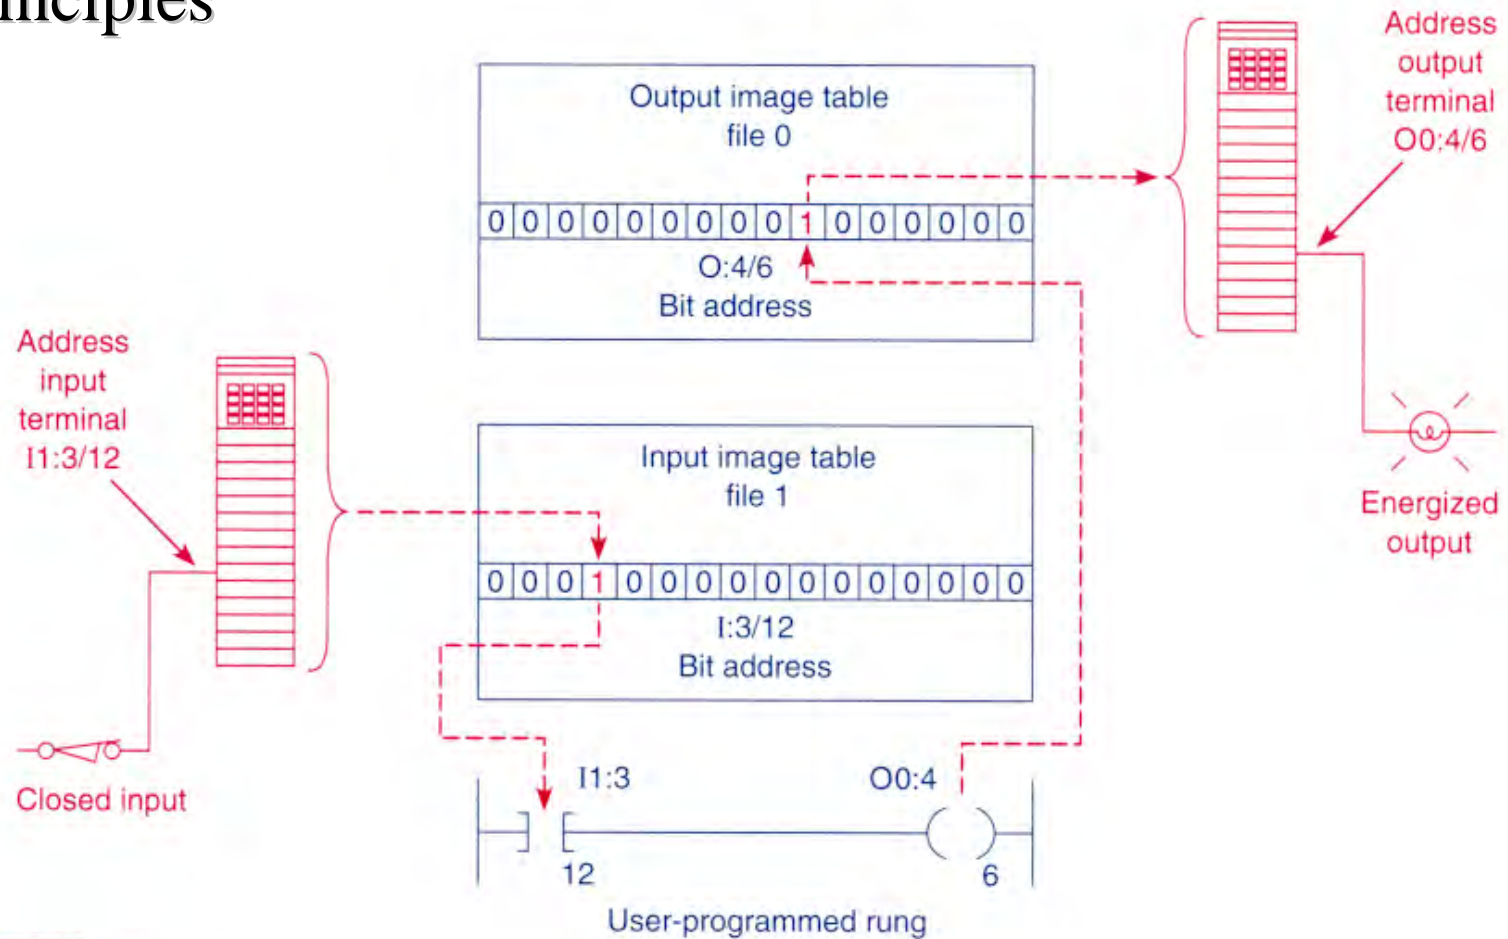 inciples
Output image table
file 0
0 0 0 0 0 0 0 0 0 1 0 0 0 0 0 0
O:4/6
Bit address
Address
output
terminal
O0:4/6
Energized
output
Address
input
terminal
I1:3/12
Closed input
Input image table
file 1
0 0 0 1 0 0 0 0 0 0 0 0 0 0 0 0
I:3/12
Bit address
I1:3
O0:4
12
6
User-programmed rung